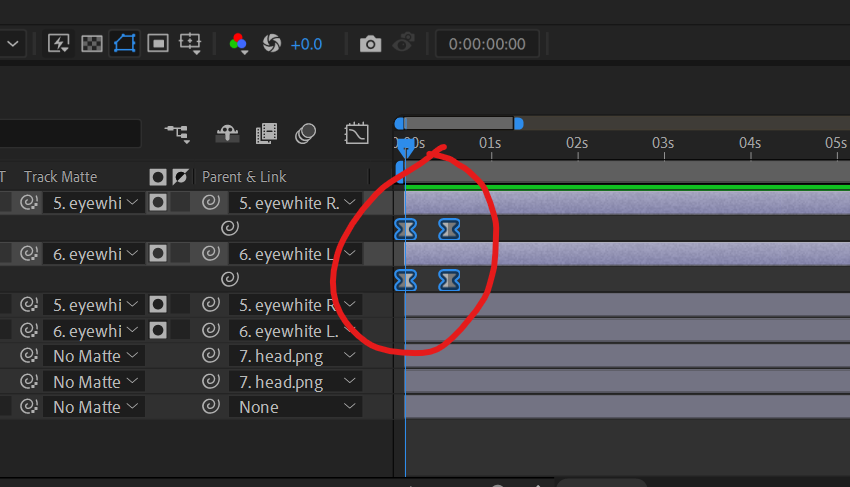 +0.0 0:00:00:00
0:00s 01s 02s 03s 04s 05s
T Track Matte Parent & Link
5. eyewhi 5. eyewhite R.
6. eyewhi 6. eyewhite L.
5. eyewhi 5. eyewhite R.
6. eyewhi 6. eyewhite L.
No Matte 7. head.png
No Matte 7. head.png
No Matte None